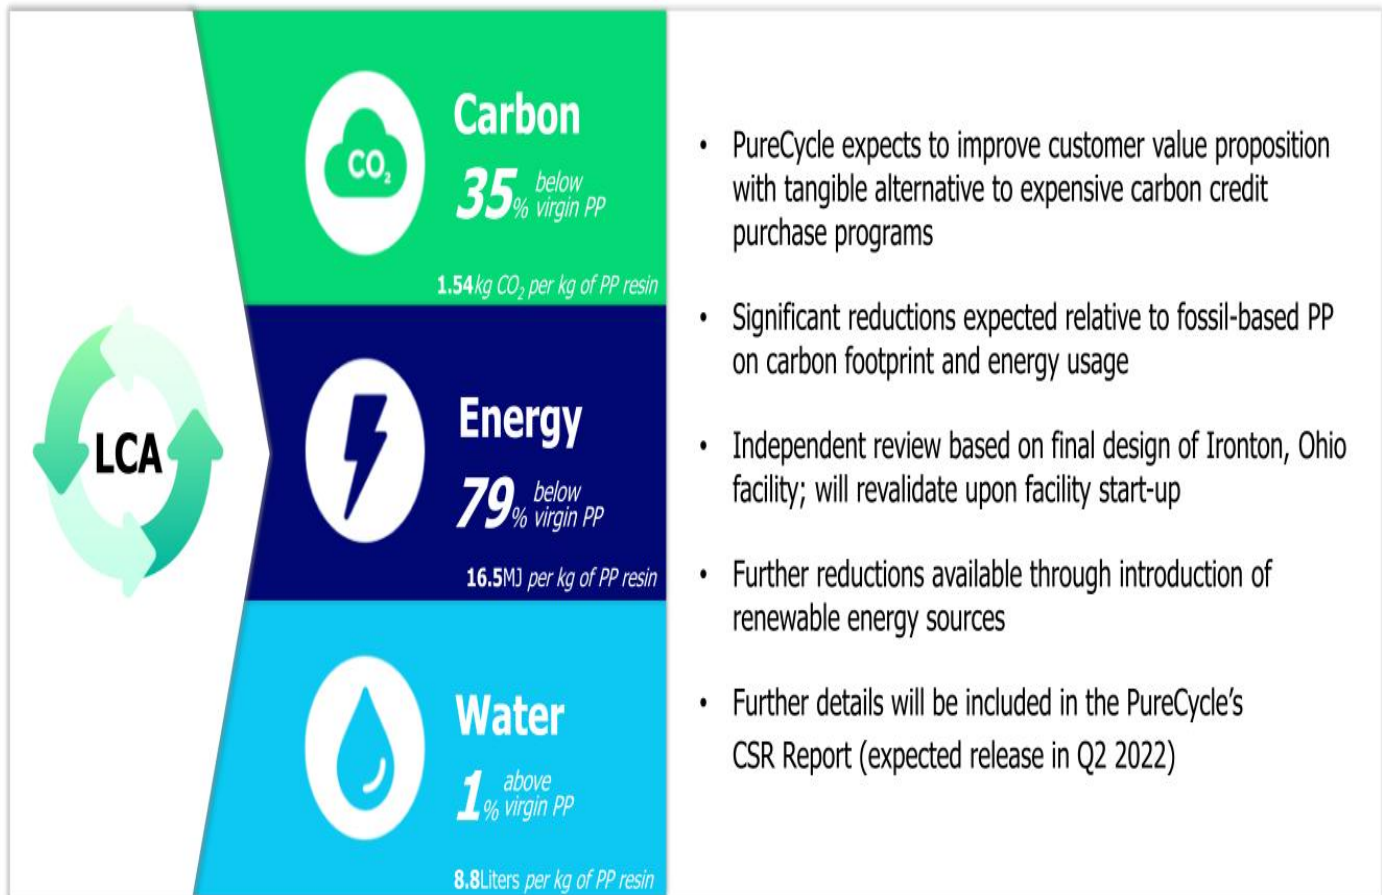 LCA
CO₂
Carbon
35% below
virgin PP
1.54kg CO₂ per kg of PP resin
Energy
79% below
virgin PP
16.5MJ per kg of PP resin
Water
1% above
virgin PP
8.8Liters per kg of PP resin
• PureCycle expects to improve customer value proposition
with tangible alternative to expensive carbon credit
purchase programs
• Significant reductions expected relative to fossil-based PP
on carbon footprint and energy usage
• Independent review based on final design of Ironton, Ohio
facility; will revalidate upon facility start-up
• Further reductions available through introduction of
renewable energy sources
• Further details will be included in the PureCycle’s
CSR Report (expected release in Q2 2022)